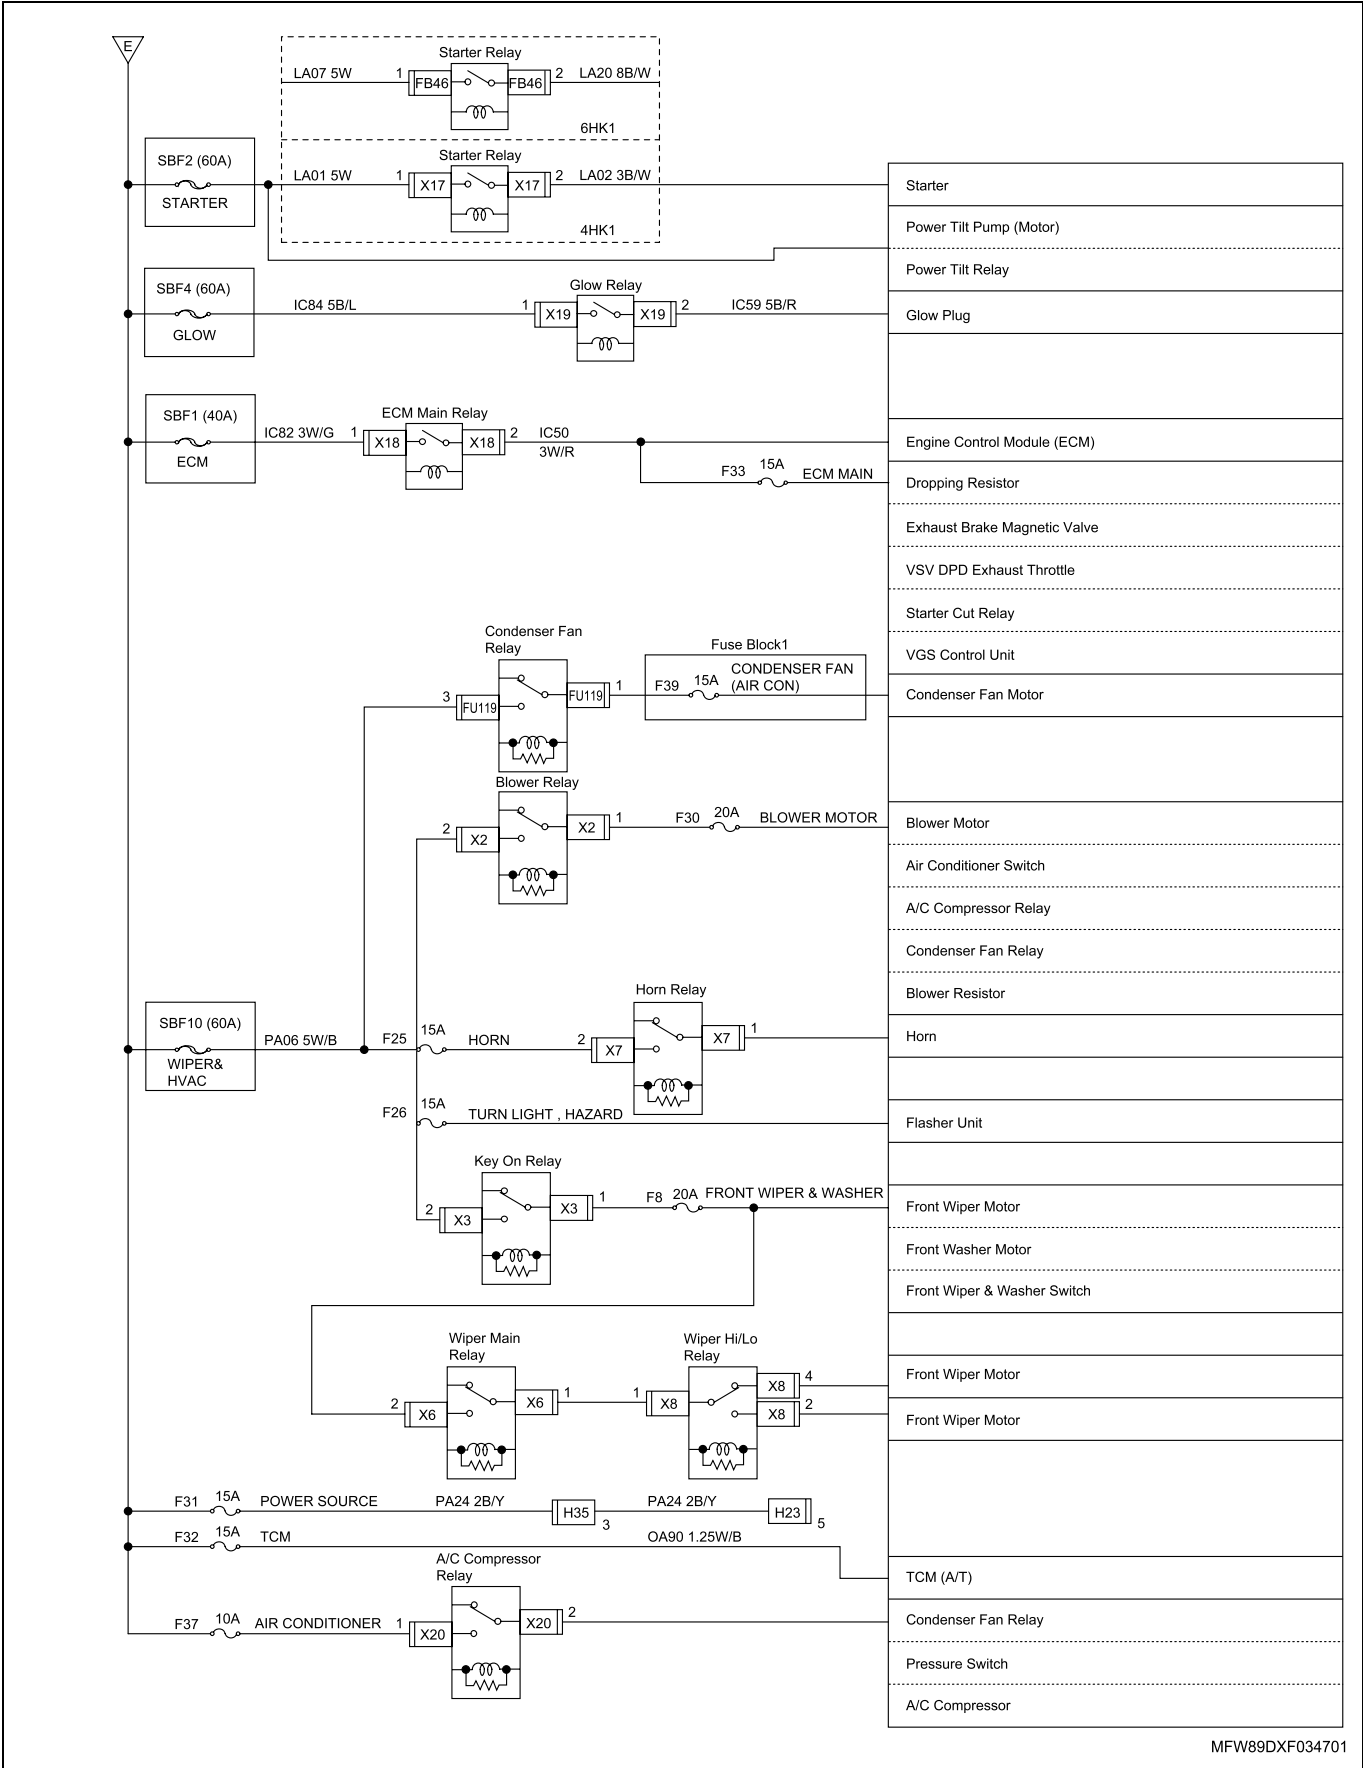 E
Starter Relay
LA07 5W 1 FB46 FB46 2 LA20 8B/W
6HK1
SBF2 (60A)
STARTER
Starter Relay
LA01 5W 1 X17 X17 2 LA02 3B/W
4HK1
Starter
Power Tilt Pump (Motor)
Power Tilt Relay
SBF4 (60A)
GLOW
Glow Relay
IC84 5B/L 1 X19 X19 2 IC59 5B/R
Glow Plug
SBF1 (40A)
ECM
ECM Main Relay
IC82 3W/G 1 X18 X18 2 IC50
3W/R
Engine Control Module (ECM)
F33 15A ECM MAIN
Dropping Resistor
Exhaust Brake Magnetic Valve
VSV DPD Exhaust Throttle
Starter Cut Relay
VGS Control Unit
Condenser Fan
Relay
3 FU119 FU119 1
Fuse Block1
F39 15A CONDENSER FAN
(AIR CON)
Condenser Fan Motor
Blower Relay
2 X2 X2 1 F30 20A BLOWER MOTOR
Blower Motor
Air Conditioner Switch
A/C Compressor Relay
Condenser Fan Relay
Blower Resistor
SBF10 (60A)
WIPER&
HVAC
PA06 5W/B F25 15A HORN
Horn Relay
2 X7 X7 1
Horn
F26 15A TURN LIGHT , HAZARD
Flasher Unit
Key On Relay
2 X3 X3 1 F8 20A FRONT WIPER & WASHER
Front Wiper Motor
Front Washer Motor
Front Wiper & Washer Switch
Wiper Main
Relay
2 X6 X6 1
Wiper Hi/Lo
Relay
1 X8 X8 4
X8 2
Front Wiper Motor
Front Wiper Motor
F31 15A POWER SOURCE PA24 2B/Y H35 3 PA24 2B/Y H23 5
F32 15A TCM OA90 1.25W/B
TCM (A/T)
A/C Compressor
Relay
F37 10A AIR CONDITIONER 1 X20 X20 2
Condenser Fan Relay
Pressure Switch
A/C Compressor
MFW89DXF034701